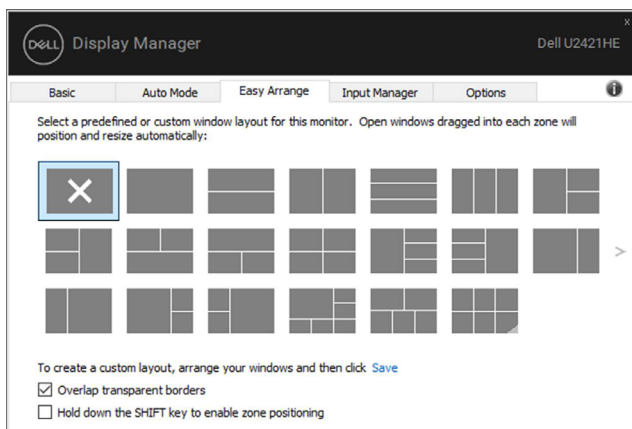 x
DELL Display Manager Dell U2421HE
Basic Auto Mode Easy Arrange Input Manager Options
Select a predefined or custom window layout for this monitor. Open windows dragged into each zone will
position and resize automatically:
To create a custom layout, arrange your windows and then click Save
Overlap transparent borders
Hold down the SHIFT key to enable zone positioning